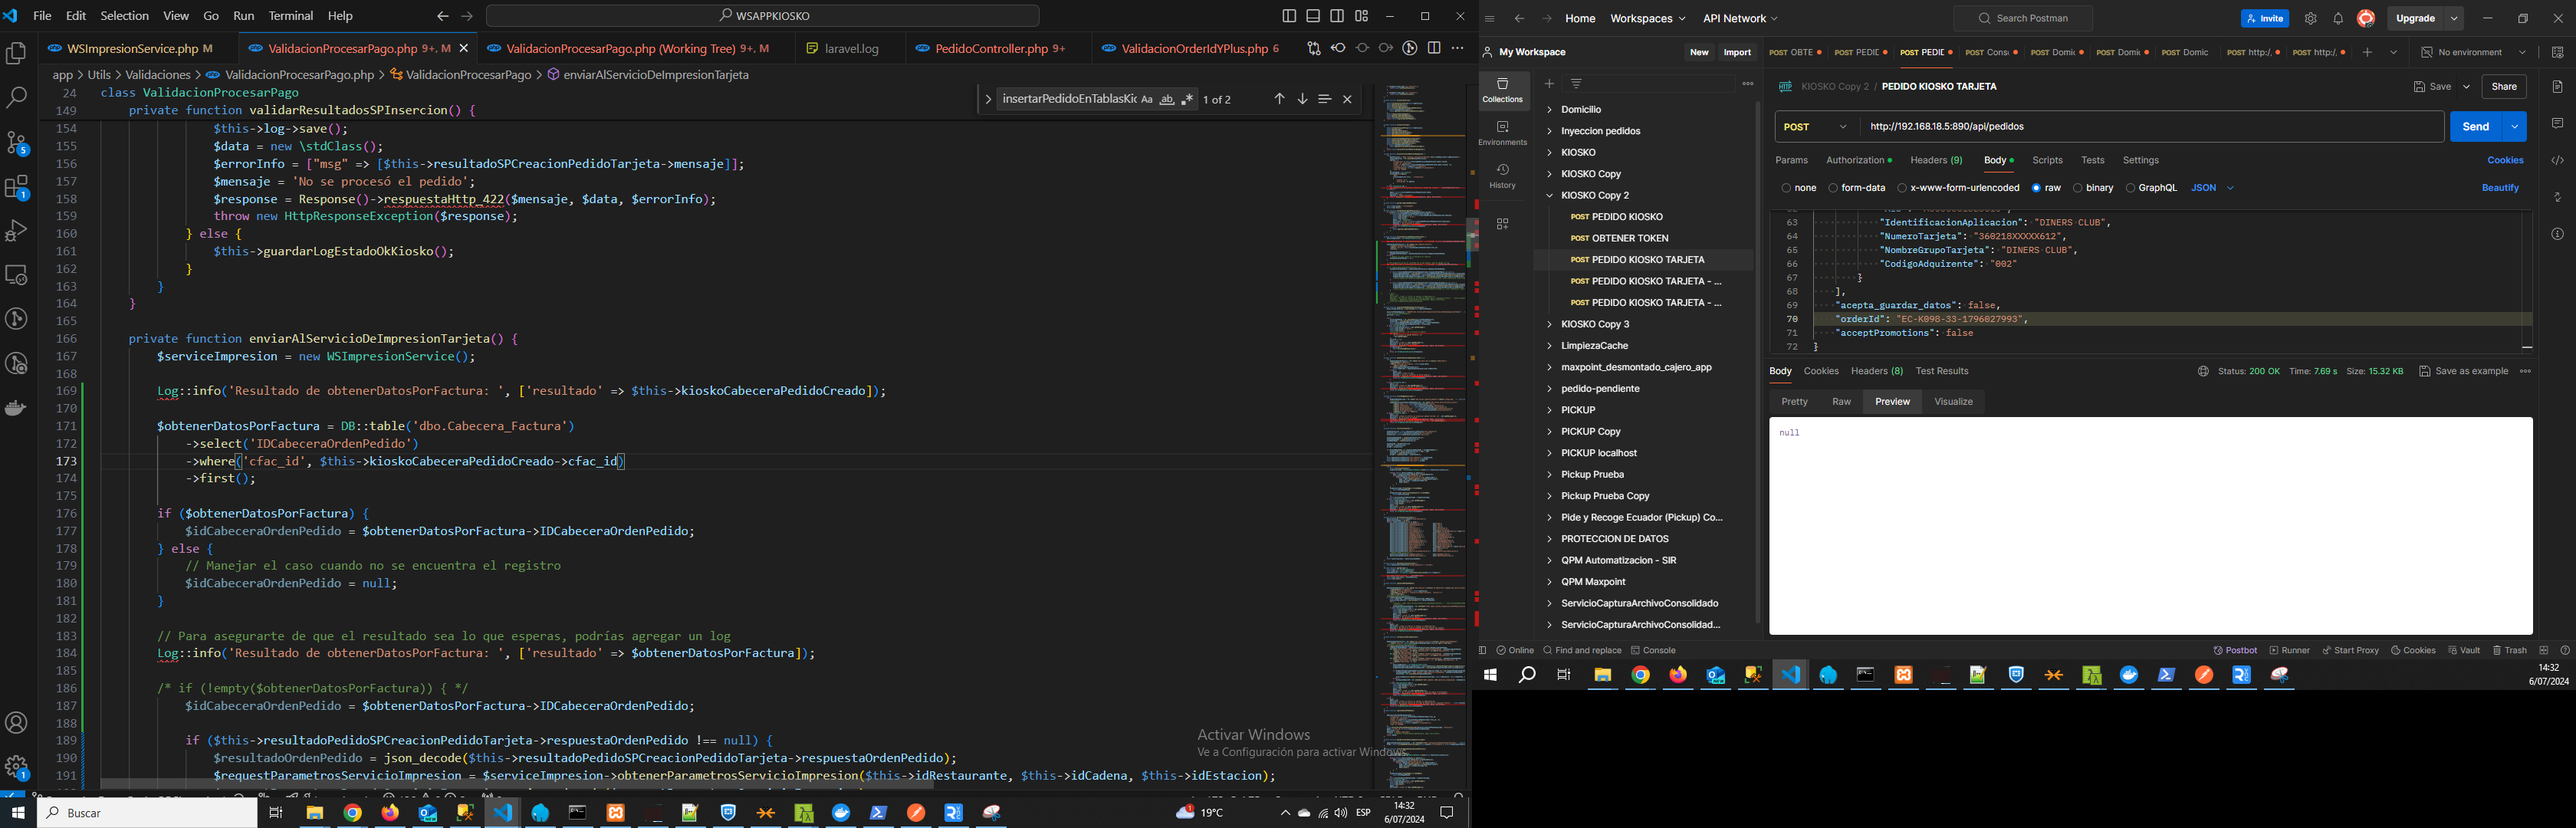 File Edit Selection View Go Run Terminal Help
WSAPPKIOSKO
WSImpresionService.php M
ValidacionProcesarPago.php 9+, M
ValidacionProcesarPago.php (Working Tree) 9+, M
laravel.log
PedidoController.php 9+
ValidacionOrderIdYPlus.php 6
app > Utils > Validaciones > ValidacionProcesarPago.php > ValidacionProcesarPago > enviarAlServicioDeImpresionTarjeta
insertarPedidoEnTablasKio Aa ab 1 of 2
24 class ValidacionProcesarPago
149 private function validarResultadosSPInsercion() {
154 $this->log->save();
155 $data = new \stdClass();
156 $errorInfo = ["msg" => [$this->resultadoSPCreacionPedidoTarjeta->mensaje]];
157 $mensaje = 'No se procesó el pedido';
158 $response = Response()->respuestaHttp_422($mensaje, $data, $errorInfo);
159 throw new HttpResponseException($response);
160 } else {
161 $this->guardarLogEstadoOkKiosko();
162 }
163 }
164 }
165
166 private function enviarAlServicioDeImpresionTarjeta() {
167 $serviceImpresion = new WSImpresionService();
168
169 Log::info('Resultado de obtenerDatosPorFactura: ', ['resultado' => $this->kioskoCabeceraPedidoCreado]);
170
171 $obtenerDatosPorFactura = DB::table('dbo.Cabecera_Factura')
172 ->select('IDCabeceraOrdenPedido')
173 ->where('cfac_id', $this->kioskoCabeceraPedidoCreado->cfac_id)
174 ->first();
175
176 if ($obtenerDatosPorFactura) {
177 $idCabeceraOrdenPedido = $obtenerDatosPorFactura->IDCabeceraOrdenPedido;
178 } else {
179 // Manejar el caso cuando no se encuentra el registro
180 $idCabeceraOrdenPedido = null;
181 }
182
183 // Para asegurarte de que el resultado sea lo que esperas, podrías agregar un log
184 Log::info('Resultado de obtenerDatosPorFactura: ', ['resultado' => $obtenerDatosPorFactura]);
185
186 /* if (!empty($obtenerDatosPorFactura)) { */
187 $idCabeceraOrdenPedido = $obtenerDatosPorFactura->IDCabeceraOrdenPedido;
188
189 if ($this->resultadoPedidoSPCreacionPedidoTarjeta->respuestaOrdenPedido !== null) {
190 $resultadoOrdenPedido = json_decode($this->resultadoPedidoSPCreacionPedidoTarjeta->respuestaOrdenPedido);
191 $requestParametrosServicioImpresion = $serviceImpresion->obtenerParametrosServicioImpresion($this->idRestaurante, $this->idCadena, $this->idEstacion);
Activar Windows
Ve a Configuración para activar Windows.
Buscar
19°C
ESP
14:32
6/07/2024
Home Workspaces API Network
Search Postman
Invite
Upgrade
My Workspace
New Import
POST OBTE
POST PEDID
POST PEDID
POST Cons
POST Domic
POST Domic
POST Domic
POST http:/.
POST http:/.
No environment
Collections
Environments
History
Domicilio
Inyeccion pedidos
KIOSKO
KIOSKO Copy
KIOSKO Copy 2
POST PEDIDO KIOSKO
POST OBTENER TOKEN
POST PEDIDO KIOSKO TARJETA
POST PEDIDO KIOSKO TARJETA - ...
POST PEDIDO KIOSKO TARJETA - ...
KIOSKO Copy 3
LimpiezaCache
maxpoint_desmontado_cajero_app
pedido-pendiente
PICKUP
PICKUP Copy
PICKUP localhost
Pickup Prueba
Pickup Prueba Copy
Pide y Recoge Ecuador (Pickup) Co...
PROTECCION DE DATOS
QPM Automatizacion - SIR
QPM Maxpoint
ServicioCapturaArchivoConsolidado
ServicioCapturaArchivoConsolidad...
HTTP KIOSKO Copy 2 / PEDIDO KIOSKO TARJETA
Save Share
POST http://192.168.18.5:890/api/pedidos Send
Params Authorization Headers (9) Body Scripts Tests Settings Cookies
none form-data x-www-form-urlencoded raw binary GraphQL JSON Beautify
63 "IdentificacionAplicacion": "DINERS CLUB",
64 "NumeroTarjeta": "360218XXXXX612",
65 "NombreGrupoTarjeta": "DINERS CLUB",
66 "CodigoAdquirente": "002"
67 }
68 ],
69 "acepta_guardar_datos": false,
70 "orderId": "EC-K098-33-1796027993",
71 "acceptPromotions": false
72 }
Body Cookies Headers (8) Test Results Status: 200 OK Time: 7.69 s Size: 15.32 KB Save as example
Pretty Raw Preview Visualize
null
Online Find and replace Console
Postbot Runner Start Proxy Cookies Vault Trash
14:32
6/07/2024